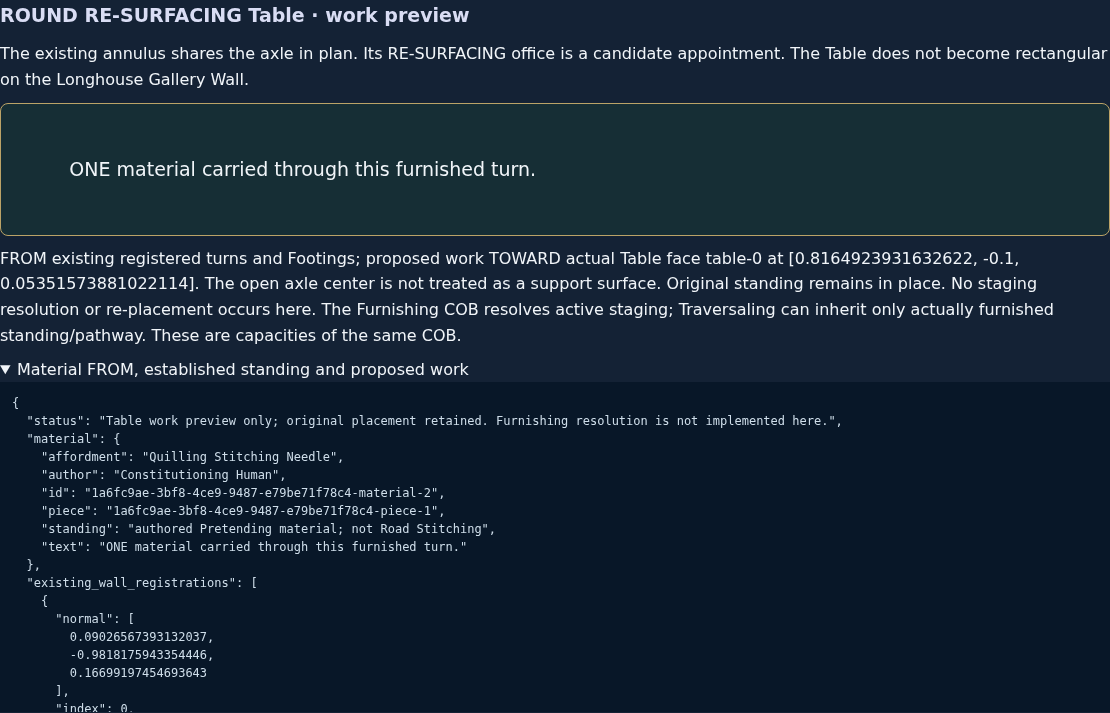 ROUND RE-SURFACING Table · work preview
The existing annulus shares the axle in plan. Its RE-SURFACING office is a candidate appointment. The Table does not become rectangular
on the Longhouse Gallery Wall.
ONE material carried through this furnished turn.
FROM existing registered turns and Footings; proposed work TOWARD actual Table face table-0 at [0.8164923931632622, -0.1,
0.05351573881022114]. The open axle center is not treated as a support surface. Original standing remains in place. No staging
resolution or re-placement occurs here. The Furnishing COB resolves active staging; Traversaling can inherit only actually furnished
standing/pathway. These are capacities of the same COB.
▼ Material FROM, established standing and proposed work
{
  "status": "Table work preview only; original placement retained. Furnishing resolution is not implemented here.",
  "material": {
    "affordment": "Quilling Stitching Needle",
    "author": "Constitutioning Human",
    "id": "1a6fc9ae-3bf8-4ce9-9487-e79be71f78c4-material-2",
    "piece": "1a6fc9ae-3bf8-4ce9-9487-e79be71f78c4-piece-1",
    "standing": "authored Pretending material; not Road Stitching",
    "text": "ONE material carried through this furnished turn."
  },
  "existing_wall_registrations": [
    {
      "normal": [
        0.09026567393132037,
        -0.9818175943354446,
        0.16699197454693643
      ],
      "index": 0,